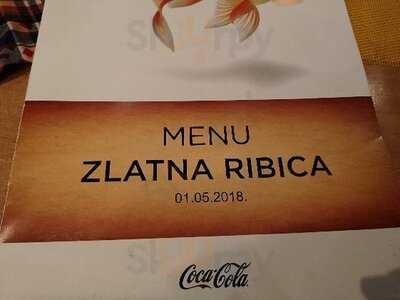 MENU
ZLATNA RIBICA
01.05.2018.
Coca-Cola